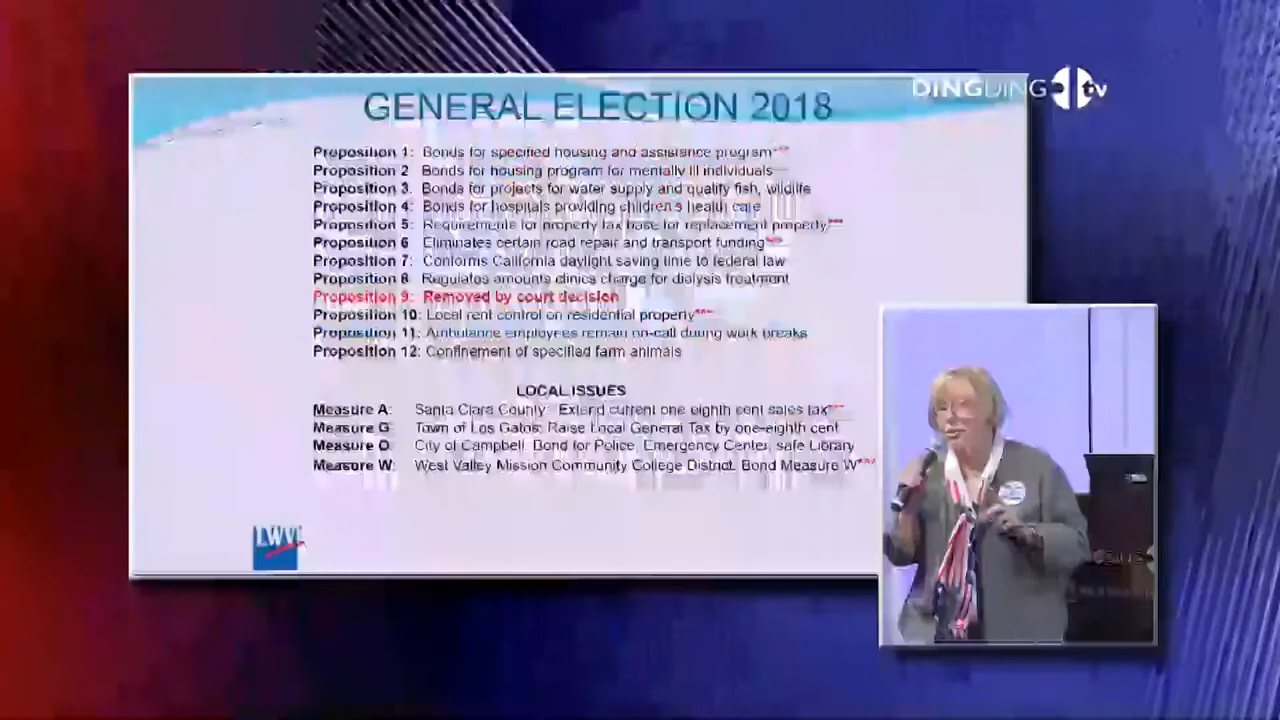 DINGDING tv
GENERAL ELECTION 2018
Proposition 1: Bonds for specified housing and assistance program***
Proposition 2 Bonds for housing program for mentally ill individuals
Proposition 3. Bonds for projects for water supply and quality fish, wildlife
Proposition 4: Bonds for hospitals providing children's health care
Proposition 5: Requirements for property tax base for replacement property***
Proposition 6 Eliminates certain road repair and transport funding***
Proposition 7: Conforms California daylight saving time to federal law
Proposition 8 Regulates amounts clinics charge for dialysis treatment
Proposition 9: Removed by court decision
Proposition 10: Local rent control on residential property***
Proposition 11: Ambulance employees remain on-call during work breaks
Proposition 12: Confinement of specified farm animals
LOCAL ISSUES
Measure A: Santa Clara County: Extend current one eighth cent sales tax***
Measure G: Town of Los Gatos: Raise Local General Tax by one-eighth cent
Measure O: City of Campbell, Bond for Police, Emergency Center, safe Library
Measure W: West Valley Mission Community College District, Bond Measure W***
LWV